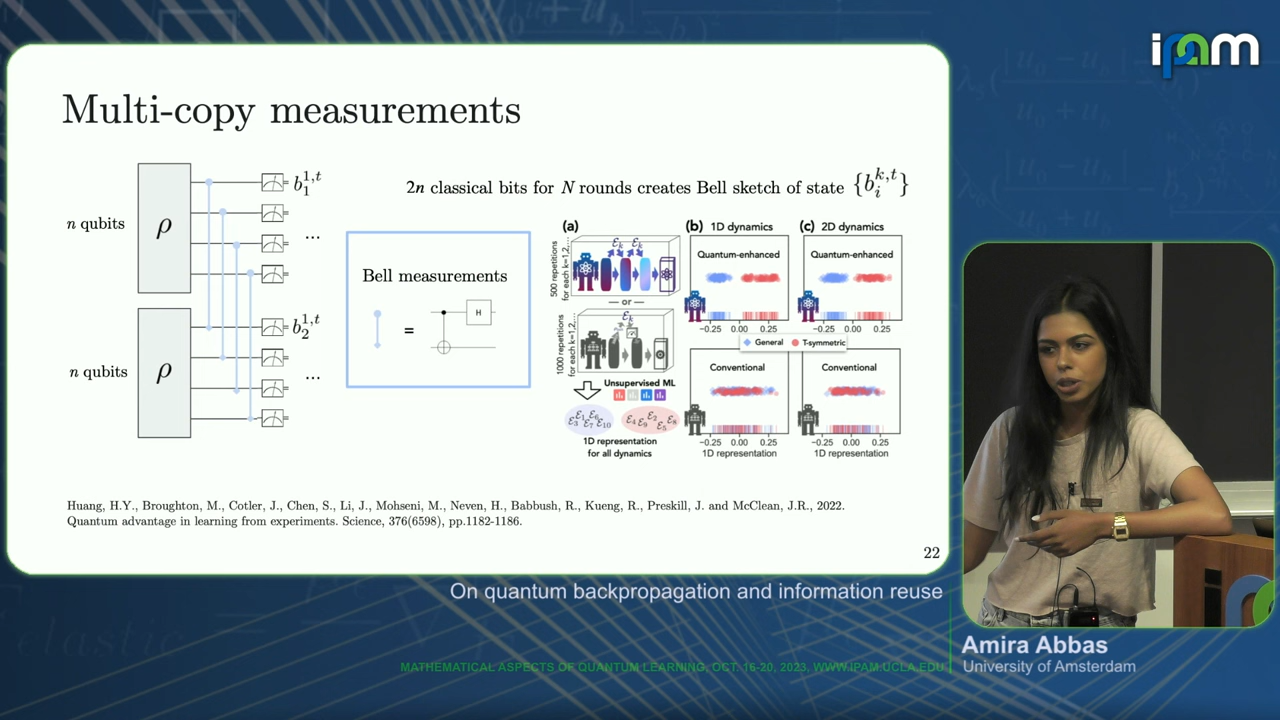 ipam
Multi-copy measurements
2n classical bits for N rounds creates Bell sketch of state {b_i^{k,t}}
n qubits
ρ
b_1^{1,t}
...
n qubits
ρ
b_2^{1,t}
...
Bell measurements
=
H
(a)
500 repetitions
for each k=1,2,...
ℰk
ℰk
— or —
1000 repetitions
for each k=1,2,...
ℰk
Unsupervised ML
1D representation
for all dynamics
(b) 1D dynamics
Quantum-enhanced
−0.25 0.00 0.25
(c) 2D dynamics
Quantum-enhanced
−0.25 0.00 0.25
General T-symmetric
Conventional
−0.25 0.00 0.25
1D representation
Conventional
−0.25 0.00 0.25
1D representation
Huang, H.Y., Broughton, M., Cotler, J., Chen, S., Li, J., Mohseni, M., Neven, H., Babbush, R., Kueng, R., Preskill, J. and McClean, J.R., 2022.
Quantum advantage in learning from experiments. Science, 376(6598), pp.1182-1186.
22
On quantum backpropagation and information reuse
Amira Abbas
University of Amsterdam
MATHEMATICAL ASPECTS OF QUANTUM LEARNING, OCT. 16-20, 2023, WWW.IPAM.UCLA.EDU
elastic